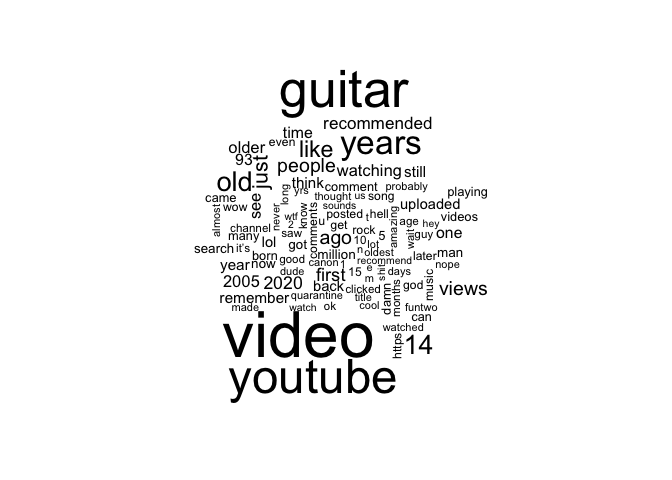 guitar
recommended
time
even
older
like
years
93
just
people
watching
still
old
think
yrs
comment
probably
came
see
long
thought
us
song
playing
wow
sounds
uploaded
almost
never
wtf
know
comments
u
posted
t
hell
amazing
age
hey
videos
channel
2
get
rock
wait
guy
one
lol
saw
ago
10
5
search
it's
got
lot
born
good
million
n
oldest
later
man
year
now
canon
1
recommend
nope
dude
first
15
e
m
shit
days
2005
2020
back
clicked
damn
months
god
music
views
remember
quarantine
title
made
watch
ok
cool
funtwo
can
video
watched
https
14
youtube